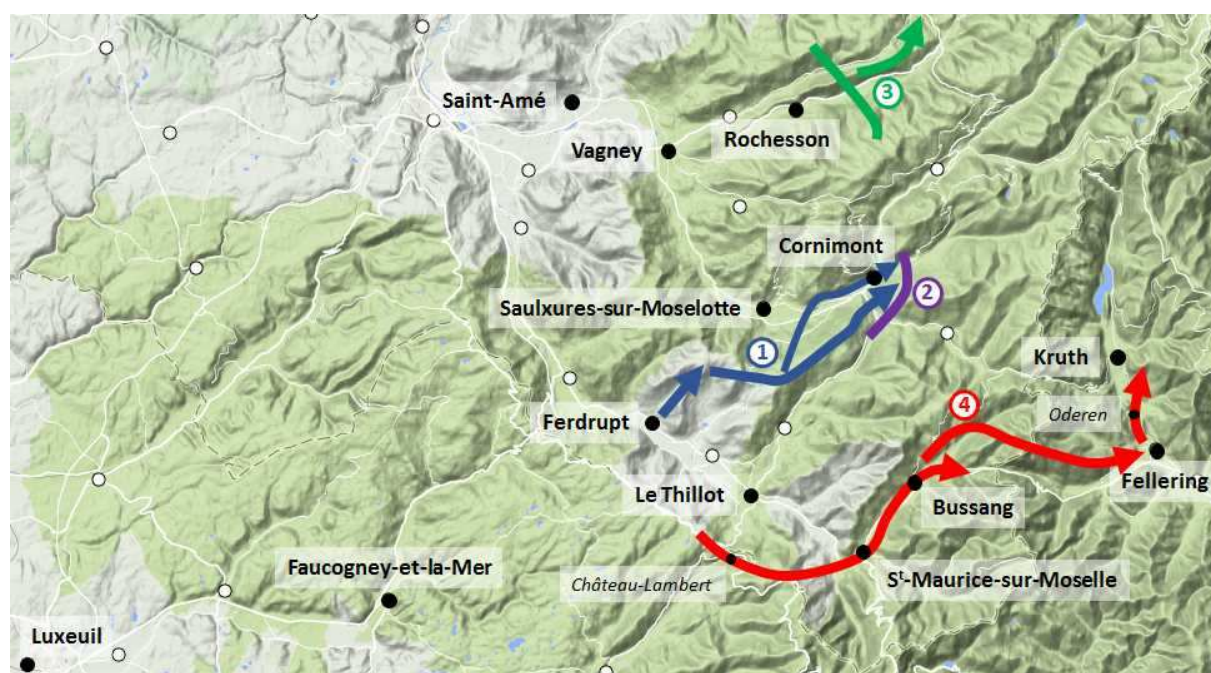 Saint-Amé
3
Rochesson
Vagney
Cornimont
2
Saulxures-sur-Moselotte
1
Kruth
4
Oderen
Ferdrupt
Fellering
Le Thillot
Bussang
Faucogney-et-la-Mer
Château-Lambert
Sᵗ-Maurice-sur-Moselle
Luxeuil